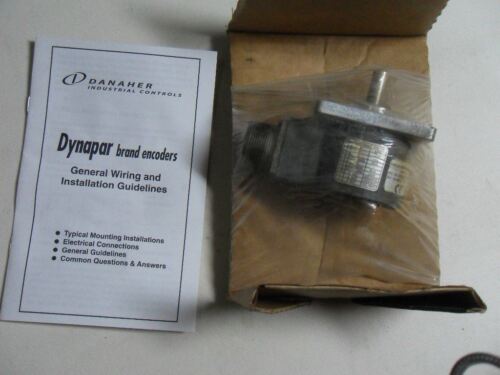 DANAHER
INDUSTRIAL CONTROLS
Dynapar brand encoders
General Wiring and
Installation Guidelines
● Typical Mounting Installations
● Electrical Connections
● General Guidelines
● Common Questions & Answers